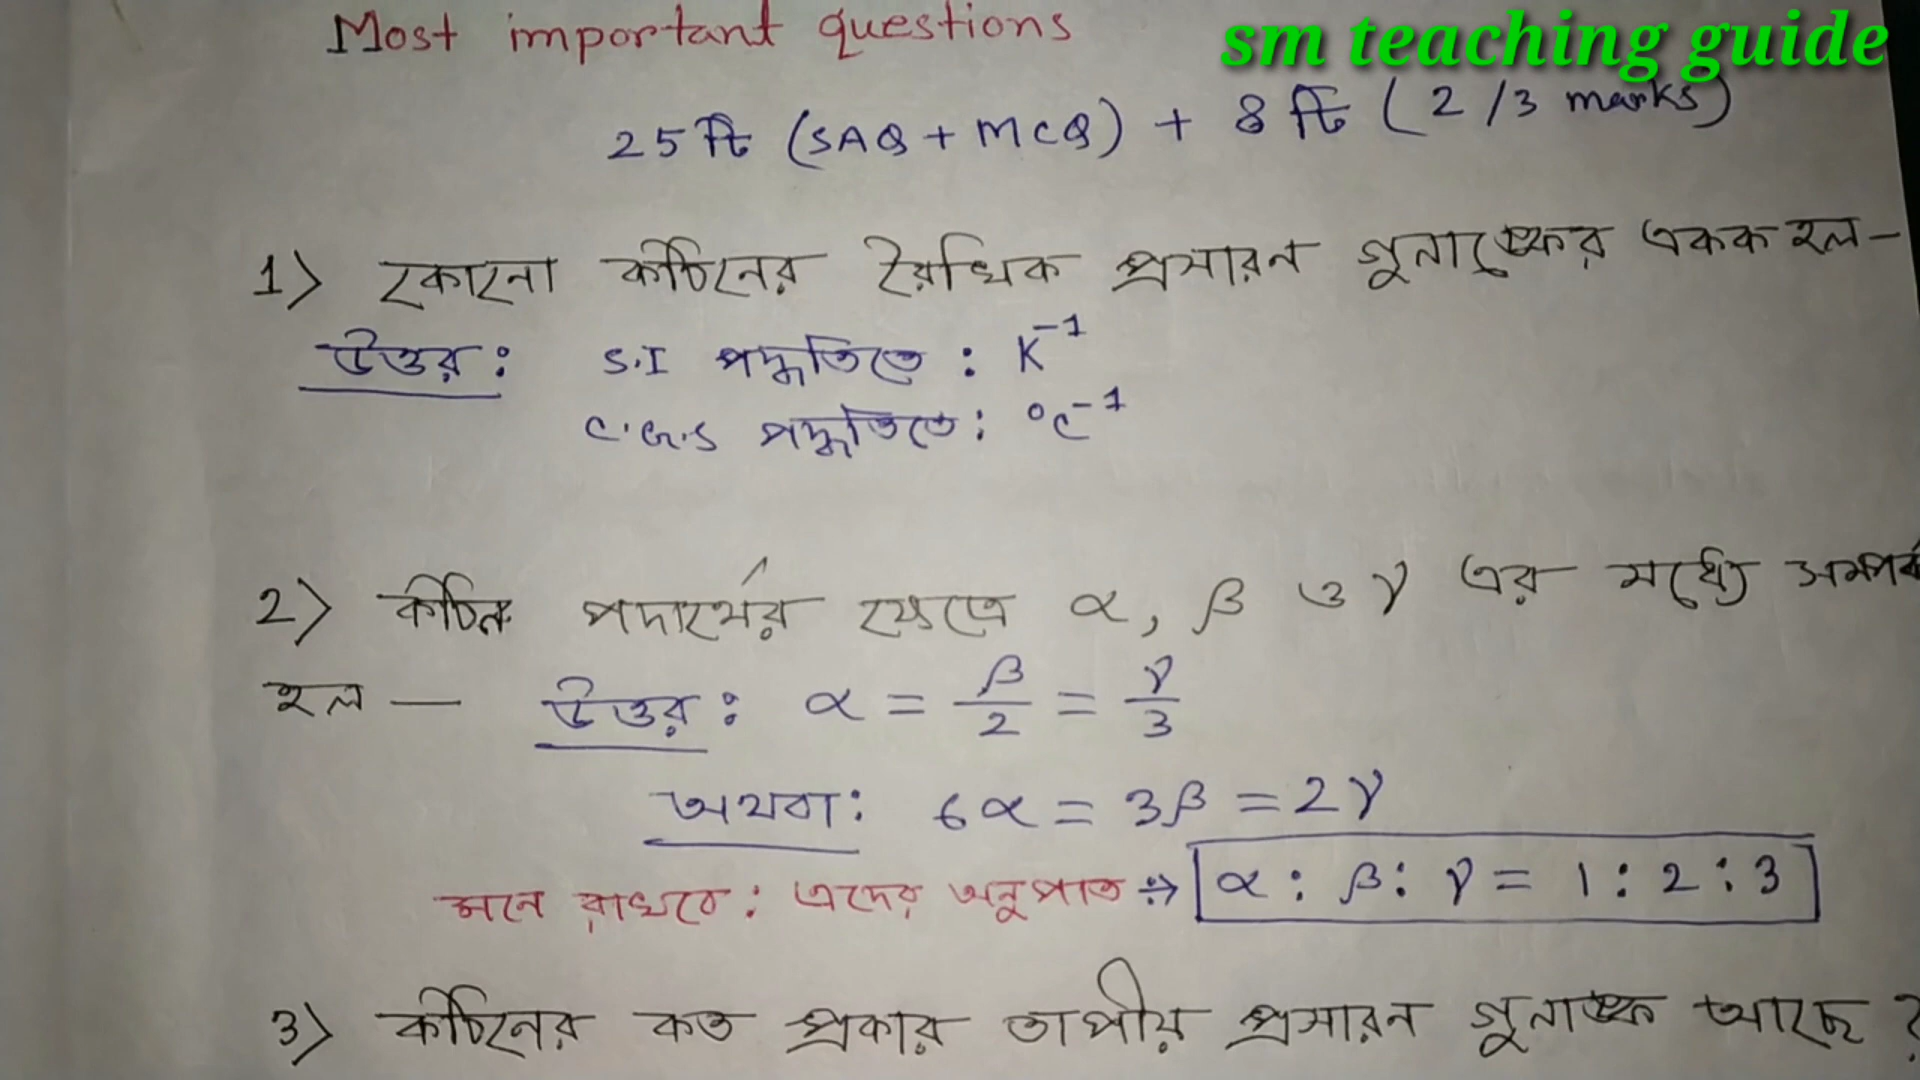 Most important questions
sm teaching guide
25 টি (SAQ + MCQ) + 8 টি (2/3 marks)
1) কোনো কঠিনের রৈখিক প্রসারন গুনাঙ্কের একক হল-
উত্তর: S.I পদ্ধতিতে : K⁻¹
C.G.S পদ্ধতিতে: °C⁻¹
2) কঠিন পদার্থের ক্ষেত্রে α, β ও γ এর মধ্যে সম্পর্ক
হল — উত্তর: α = β/2 = γ/3
অথবা: 6α = 3β = 2γ
মনে রাখবে: এদের অনুপাত ⇒ α : β : γ = 1 : 2 : 3
3) কঠিনের কত প্রকার তাপীয় প্রসারন গুনাঙ্ক আছে ?